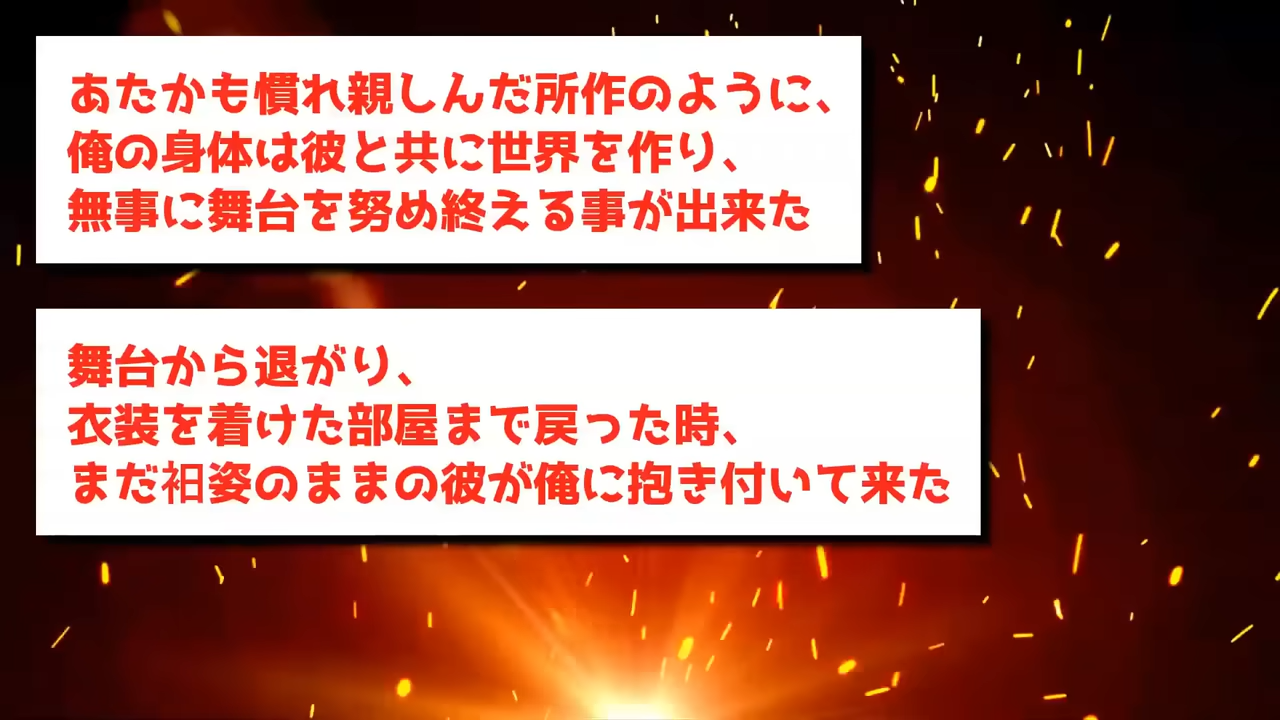 あたかも慣れ親しんだ所作のように、
俺の身体は彼と共に世界を作り、
無事に舞台を努め終える事が出来た
舞台から退がり、
衣装を着けた部屋まで戻った時、
まだ衵姿のままの彼が俺に抱き付いて来た